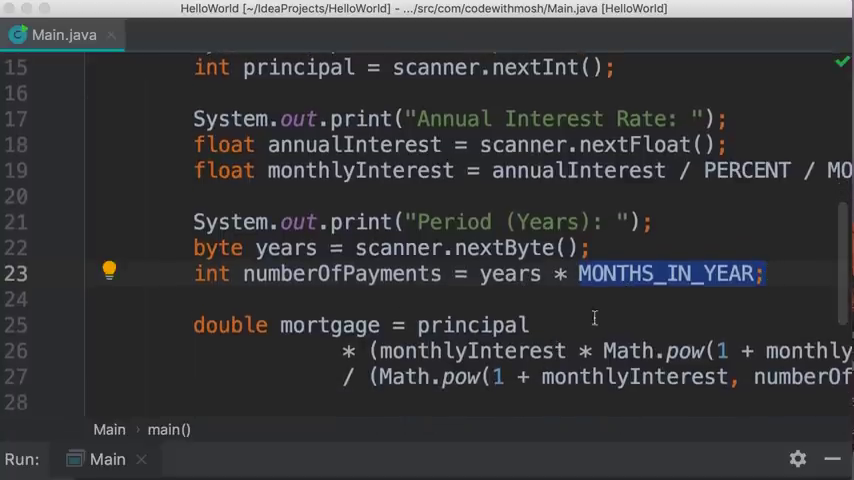 HelloWorld [~/IdeaProjects/HelloWorld] - .../src/com/codewithmosh/Main.java [HelloWorld]
Main.java
15 int principal = scanner.nextInt();
16
17 System.out.print("Annual Interest Rate: ");
18 float annualInterest = scanner.nextFloat();
19 float monthlyInterest = annualInterest / PERCENT / MO
20
21 System.out.print("Period (Years): ");
22 byte years = scanner.nextByte();
23 int numberOfPayments = years * MONTHS_IN_YEAR;
24
25 double mortgage = principal
26 * (monthlyInterest * Math.pow(1 + monthly
27 / (Math.pow(1 + monthlyInterest, numberOf
28
Main › main()
Run: Main